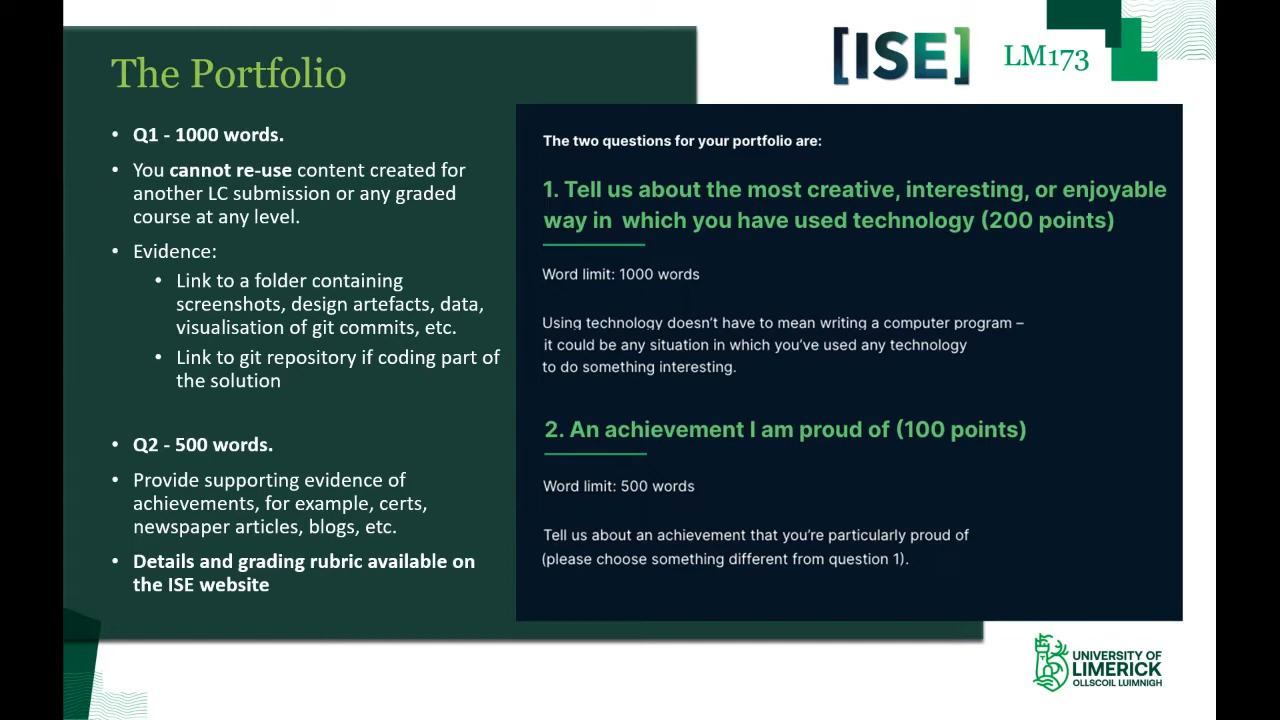 The Portfolio
[ISE]
LM173
• Q1 - 1000 words.
• You cannot re-use content created for
another LC submission or any graded
course at any level.
• Evidence:
• Link to a folder containing
screenshots, design artefacts, data,
visualisation of git commits, etc.
• Link to git repository if coding part of
the solution
• Q2 - 500 words.
• Provide supporting evidence of
achievements, for example, certs,
newspaper articles, blogs, etc.
• Details and grading rubric available on
the ISE website
The two questions for your portfolio are:
1. Tell us about the most creative, interesting, or enjoyable
way in which you have used technology (200 points)
Word limit: 1000 words
Using technology doesn’t have to mean writing a computer program –
it could be any situation in which you’ve used any technology
to do something interesting.
2. An achievement I am proud of (100 points)
Word limit: 500 words
Tell us about an achievement that you’re particularly proud of
(please choose something different from question 1).
UNIVERSITY OF
LIMERICK
OLLSCOIL LUIMNIGH